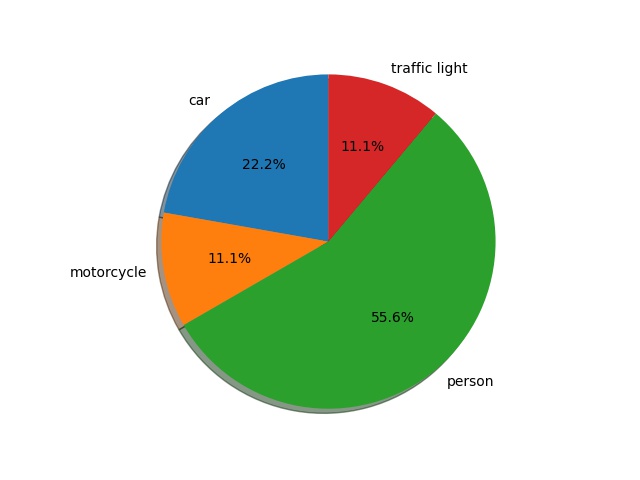 traffic light
car
11.1%
22.2%
11.1%
motorcycle
55.6%
person